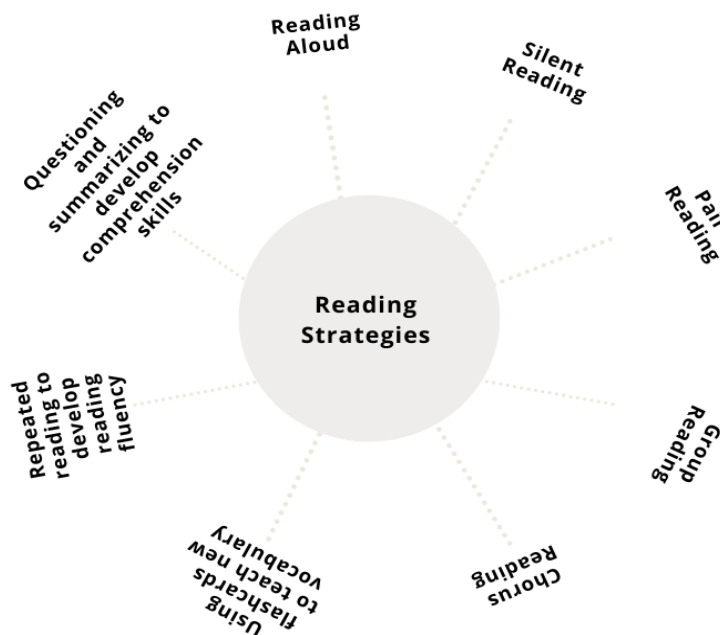 Reading
Strategies
Reading
Aloud
Silent
Reading
Pair
Reading
Group
Reading
Chorus
Reading
Using
flashcards
to teach new
vocabulary
Repeated
reading to
develop
reading
fluency
Questioning
and
summarizing to
develop
comprehension
skills